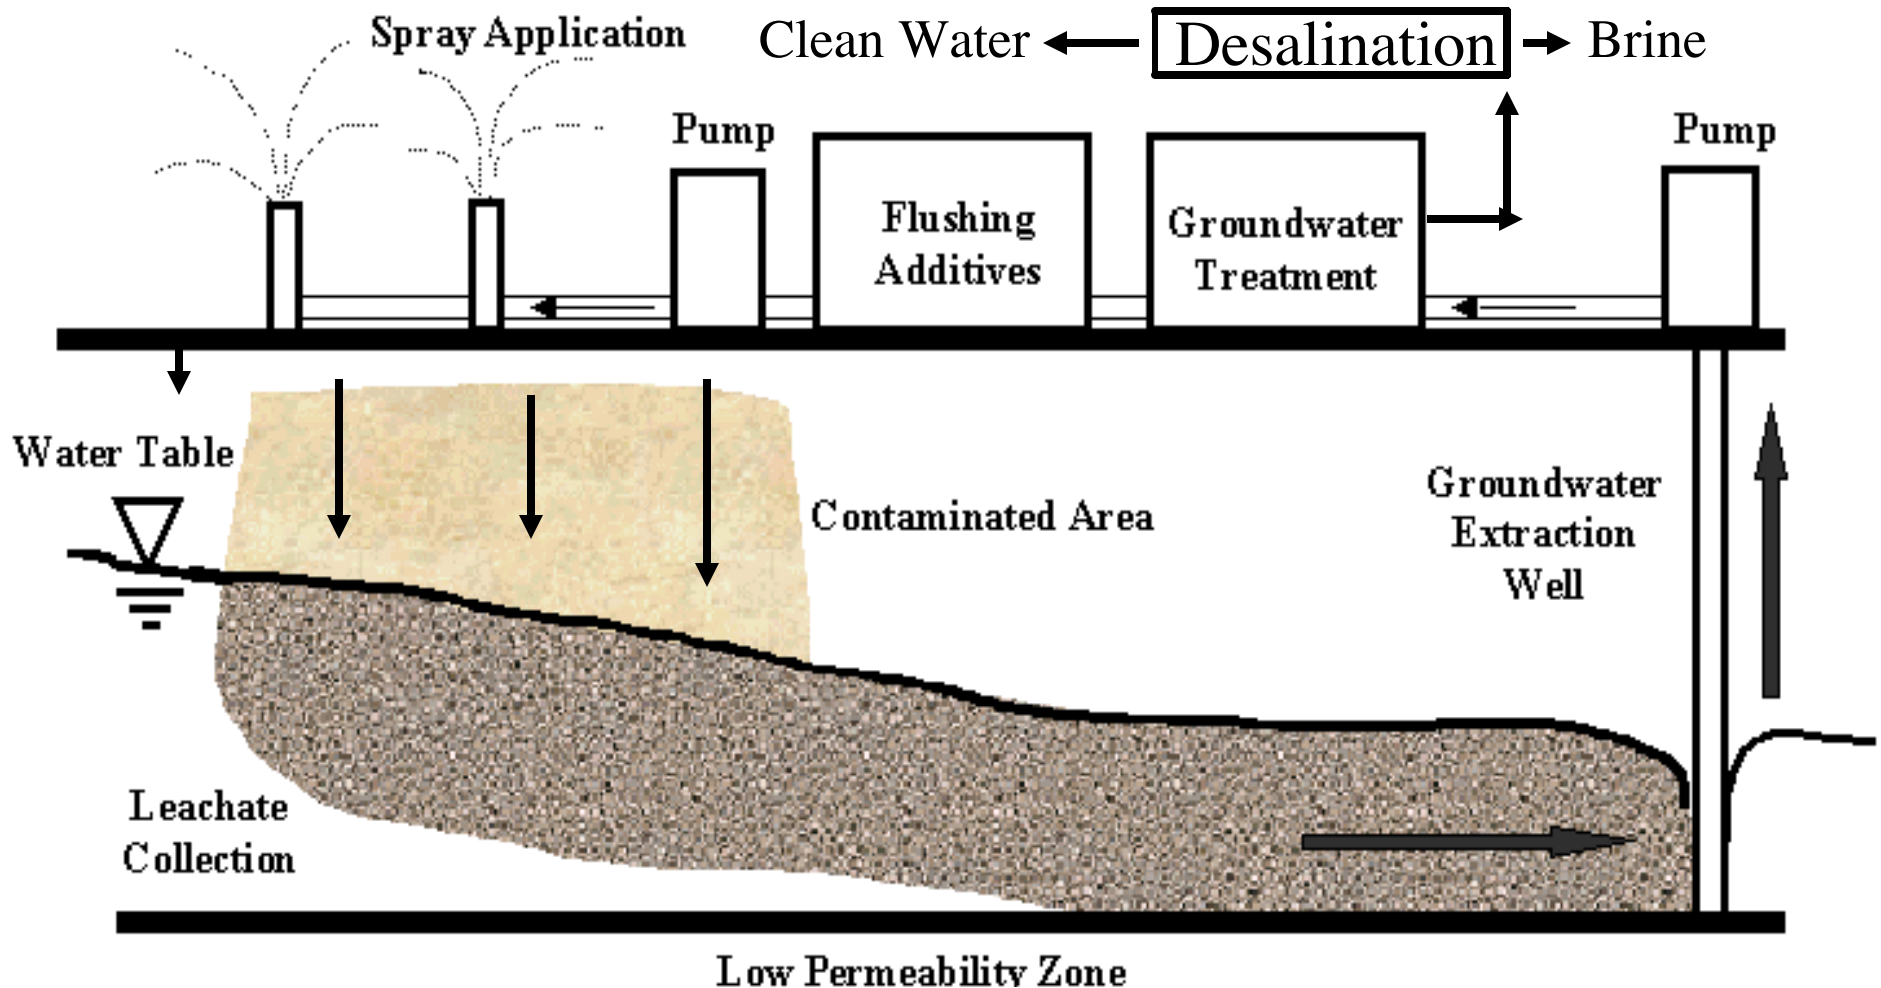 Spray Application
Clean Water
Desalination
Brine
Pump
Pump
Flushing
Additives
Groundwater
Treatment
Water Table
Contaminated Area
Groundwater
Extraction
Well
Leachate
Collection
Low Permeability Zone